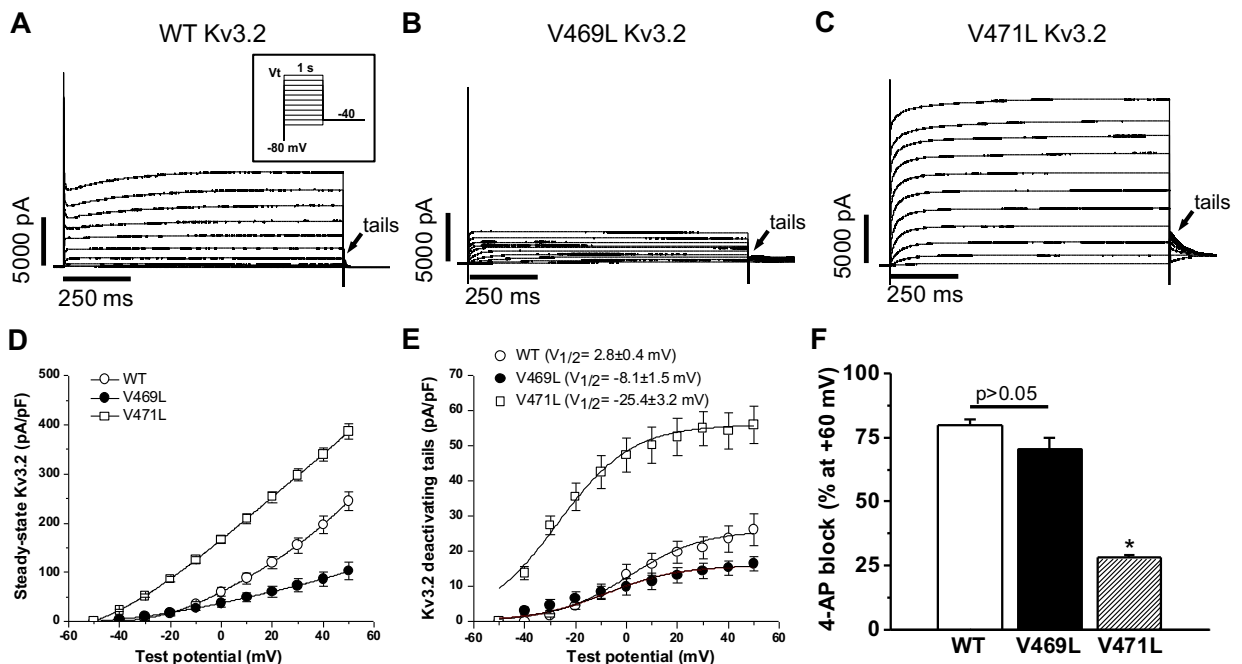 A
WT Kv3.2
Vt
1 s
-40
-80 mV
5000 pA
tails
250 ms
B
V469L Kv3.2
5000 pA
tails
250 ms
C
V471L Kv3.2
5000 pA
tails
250 ms
D
Steady-state Kv3.2 (pA/pF)
500
400
300
200
100
0
WT
V469L
V471L
-60 -40 -20 0 20 40 60
Test potential (mV)
E
Kv3.2 deactivating tails (pA/pF)
70
60
50
40
30
20
10
0
WT (V1/2= 2.8±0.4 mV)
V469L (V1/2= -8.1±1.5 mV)
V471L (V1/2= -25.4±3.2 mV)
-60 -40 -20 0 20 40 60
Test potential (mV)
F
4-AP block (% at +60 mV)
100
75
50
25
0
p>0.05
*
WT V469L V471L